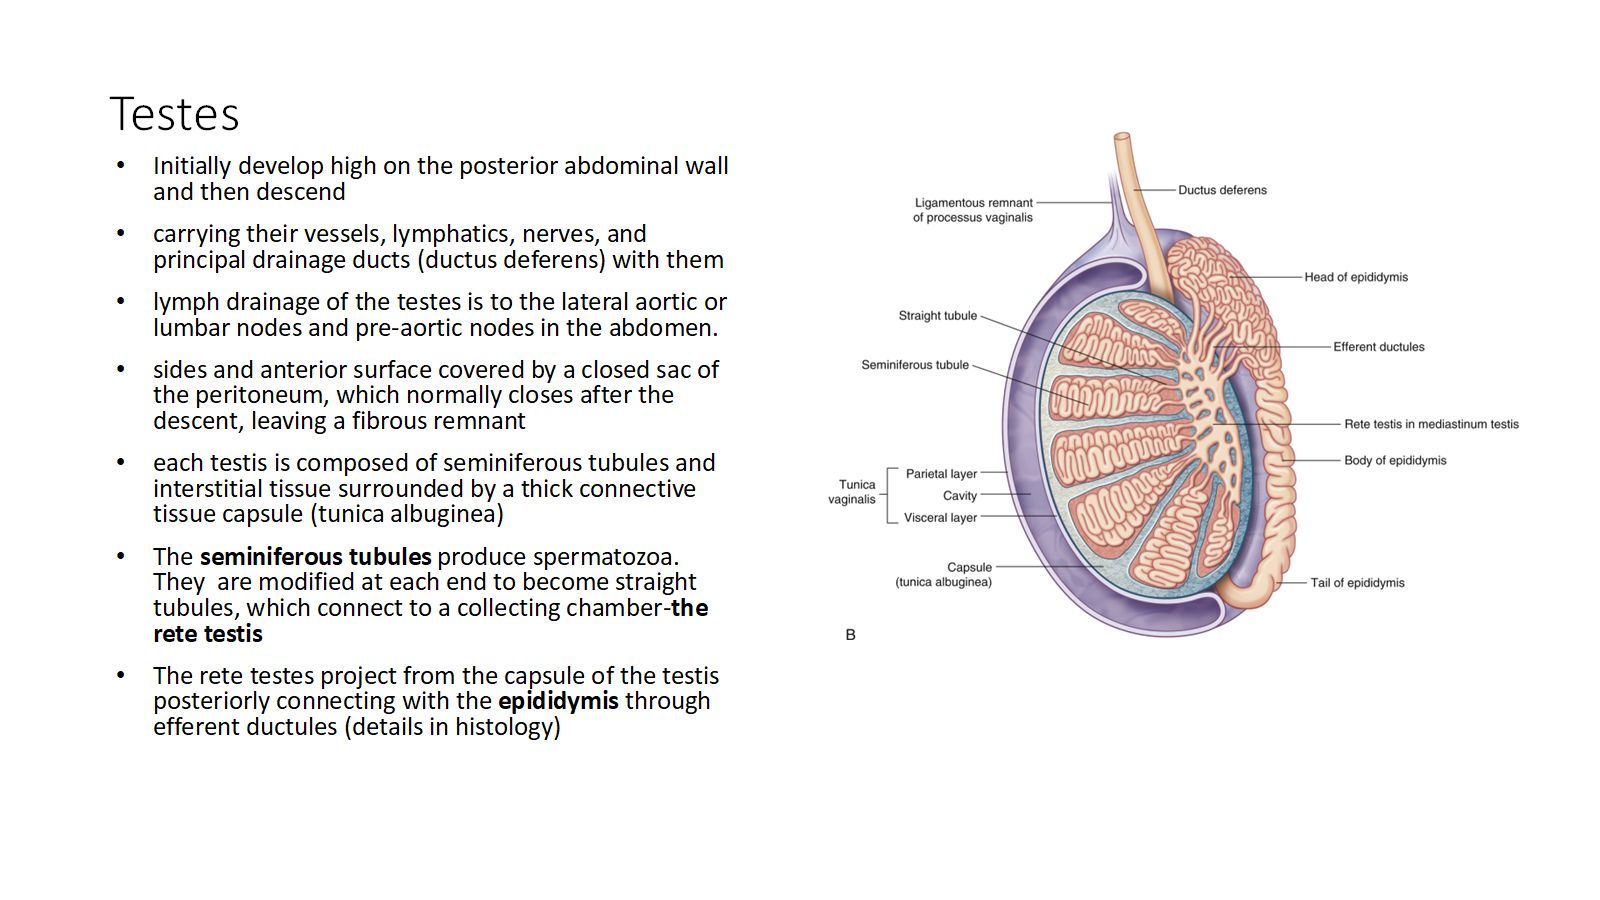 Testes
• Initially develop high on the posterior abdominal wall
and then descend
• carrying their vessels, lymphatics, nerves, and
principal drainage ducts (ductus deferens) with them
• lymph drainage of the testes is to the lateral aortic or
lumbar nodes and pre-aortic nodes in the abdomen.
• sides and anterior surface covered by a closed sac of
the peritoneum, which normally closes after the
descent, leaving a fibrous remnant
• each testis is composed of seminiferous tubules and
interstitial tissue surrounded by a thick connective
tissue capsule (tunica albuginea)
• The seminiferous tubules produce spermatozoa.
They  are modified at each end to become straight
tubules, which connect to a collecting chamber-the
rete testis
• The rete testes project from the capsule of the testis
posteriorly connecting with the epididymis through
efferent ductules (details in histology)
Ductus deferens
Ligamentous remnant
of processus vaginalis
Head of epididymis
Straight tubule
Efferent ductules
Seminiferous tubule
Rete testis in mediastinum testis
Body of epididymis
Tunica
vaginalis
Parietal layer
Cavity
Visceral layer
Capsule
(tunica albuginea)
Tail of epididymis
B